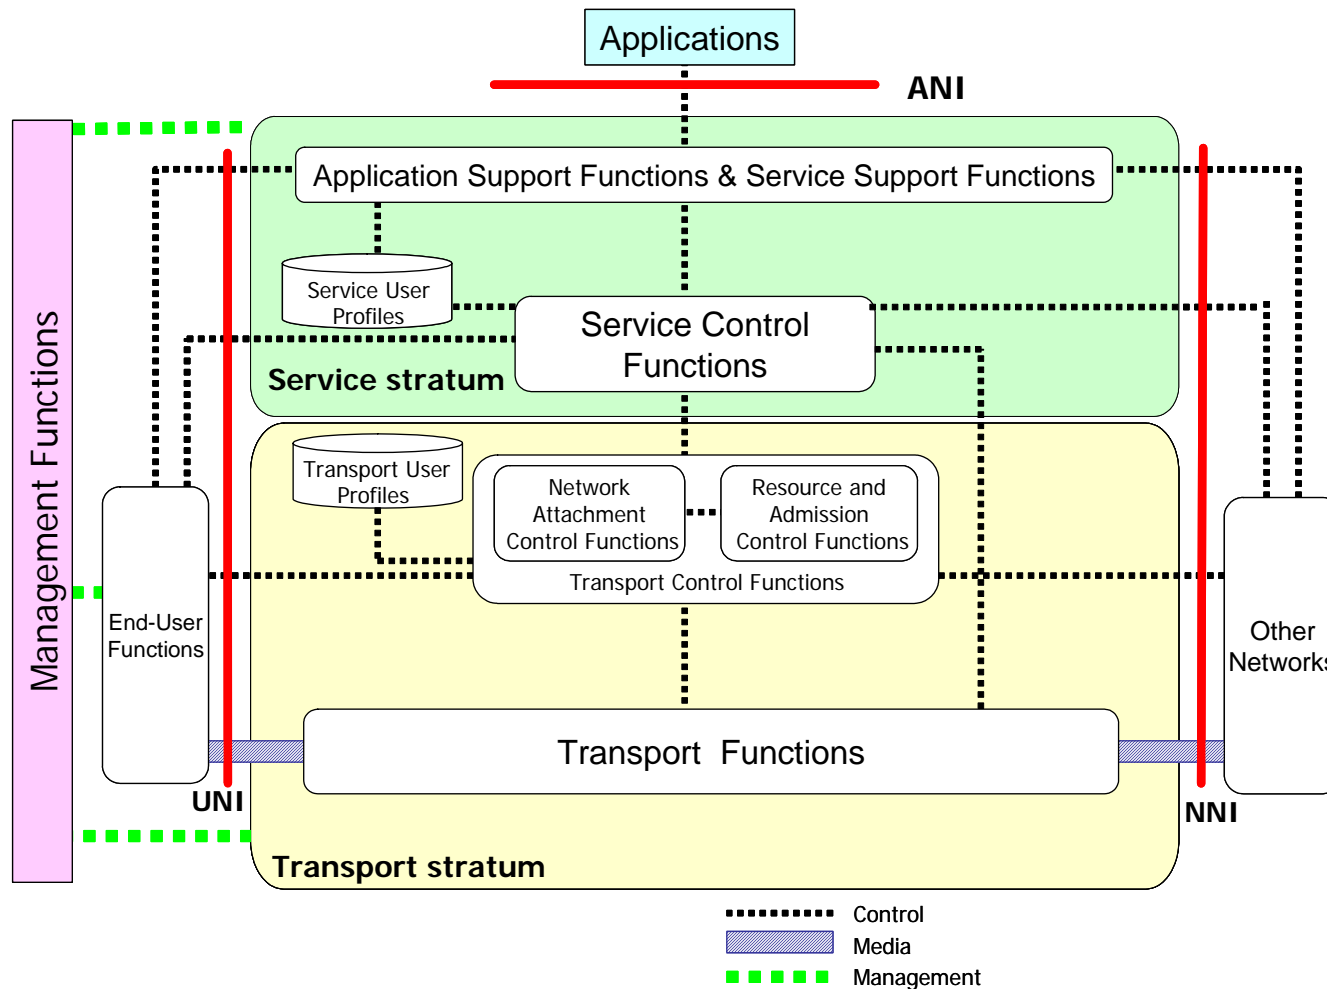 Applications
ANI
Application Support Functions & Service Support Functions
Service User
Profiles
Service Control
Functions
Service stratum
Management Functions
Transport User
Profiles
Network
Attachment
Control Functions
Resource and
Admission
Control Functions
Transport Control Functions
End-User
Functions
Other
Networks
Transport Functions
UNI
NNI
Transport stratum
Control
Media
Management